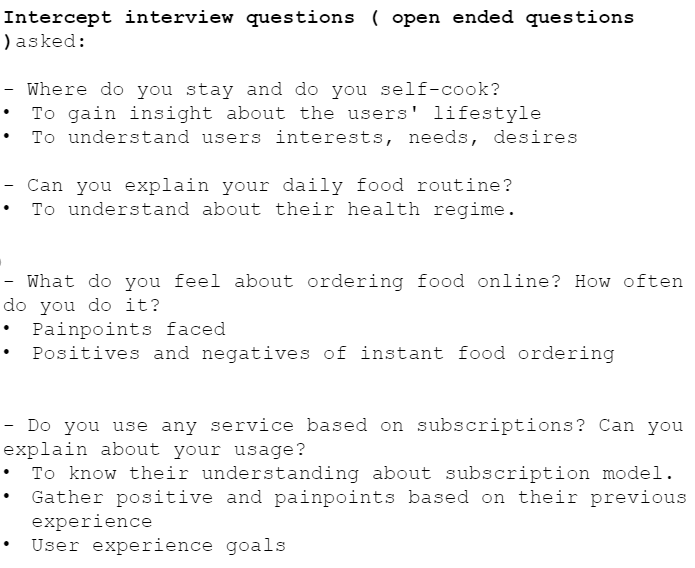 Intercept interview questions ( open ended questions
)asked:
- Where do you stay and do you self-cook?
• To gain insight about the users' lifestyle
• To understand users interests, needs, desires
- Can you explain your daily food routine?
• To understand about their health regime.
- What do you feel about ordering food online? How often
do you do it?
• Painpoints faced
• Positives and negatives of instant food ordering
- Do you use any service based on subscriptions? Can you
explain about your usage?
• To know their understanding about subscription model.
• Gather positive and painpoints based on their previous
experience
• User experience goals